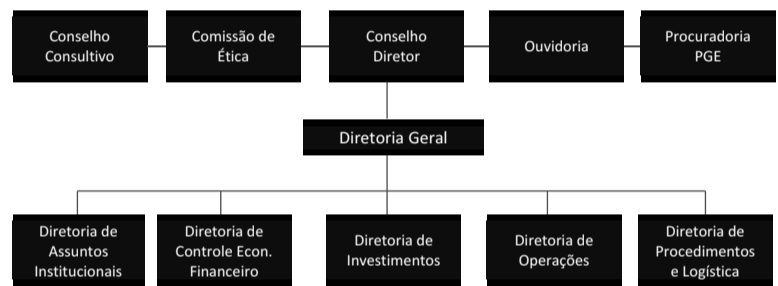 Conselho
Consultivo
Comissão de
Ética
Conselho
Diretor
Ouvidoria
Procuradoria
PGE
Diretoria Geral
Diretoria de
Assuntos
Institucionais
Diretoria de
Controle Econ.
Financeiro
Diretoria de
Investimentos
Diretoria de
Operações
Diretoria de
Procedimentos
e Logística